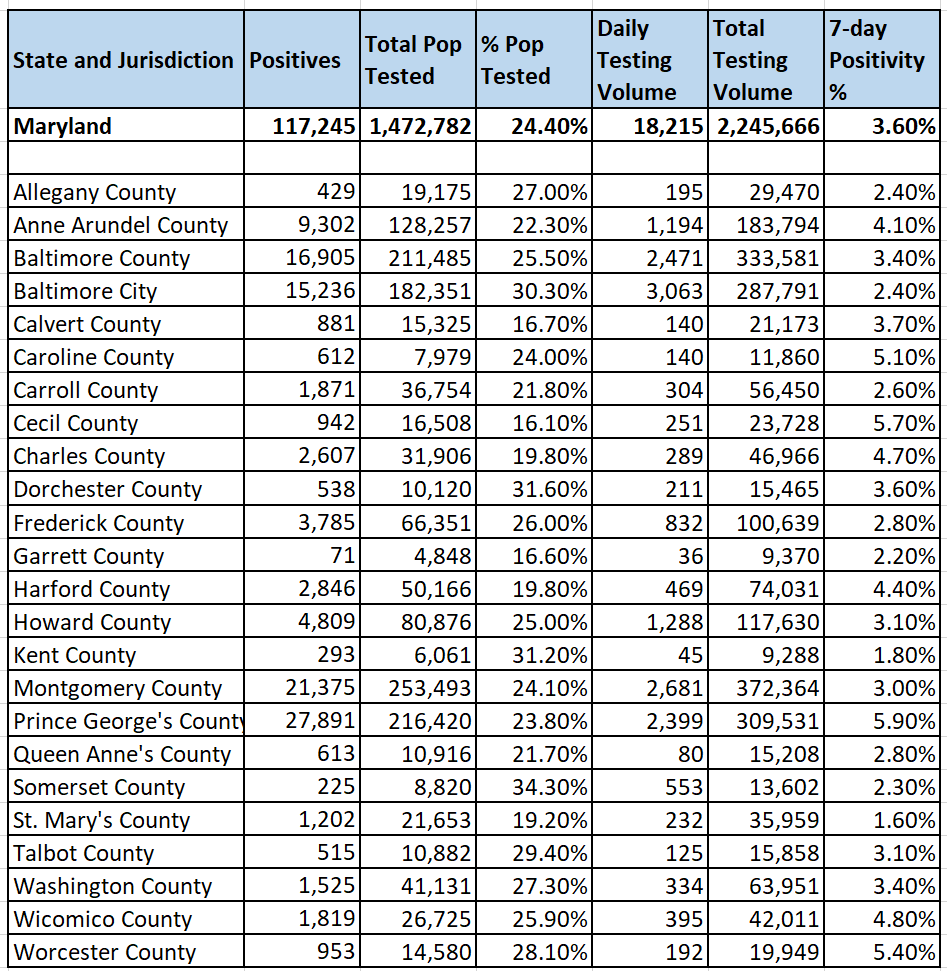 State and Jurisdiction Positives Total Pop Tested % Pop Tested Daily Testing Volume Total Testing Volume 7-day Positivity %
Maryland 117,245 1,472,782 24.40% 18,215 2,245,666 3.60%
Allegany County 429 19,175 27.00% 195 29,470 2.40%
Anne Arundel County 9,302 128,257 22.30% 1,194 183,794 4.10%
Baltimore County 16,905 211,485 25.50% 2,471 333,581 3.40%
Baltimore City 15,236 182,351 30.30% 3,063 287,791 2.40%
Calvert County 881 15,325 16.70% 140 21,173 3.70%
Caroline County 612 7,979 24.00% 140 11,860 5.10%
Carroll County 1,871 36,754 21.80% 304 56,450 2.60%
Cecil County 942 16,508 16.10% 251 23,728 5.70%
Charles County 2,607 31,906 19.80% 289 46,966 4.70%
Dorchester County 538 10,120 31.60% 211 15,465 3.60%
Frederick County 3,785 66,351 26.00% 832 100,639 2.80%
Garrett County 71 4,848 16.60% 36 9,370 2.20%
Harford County 2,846 50,166 19.80% 469 74,031 4.40%
Howard County 4,809 80,876 25.00% 1,288 117,630 3.10%
Kent County 293 6,061 31.20% 45 9,288 1.80%
Montgomery County 21,375 253,493 24.10% 2,681 372,364 3.00%
Prince George's County 27,891 216,420 23.80% 2,399 309,531 5.90%
Queen Anne's County 613 10,916 21.70% 80 15,208 2.80%
Somerset County 225 8,820 34.30% 553 13,602 2.30%
St. Mary's County 1,202 21,653 19.20% 232 35,959 1.60%
Talbot County 515 10,882 29.40% 125 15,858 3.10%
Washington County 1,525 41,131 27.30% 334 63,951 3.40%
Wicomico County 1,819 26,725 25.90% 395 42,011 4.80%
Worcester County 953 14,580 28.10% 192 19,949 5.40%